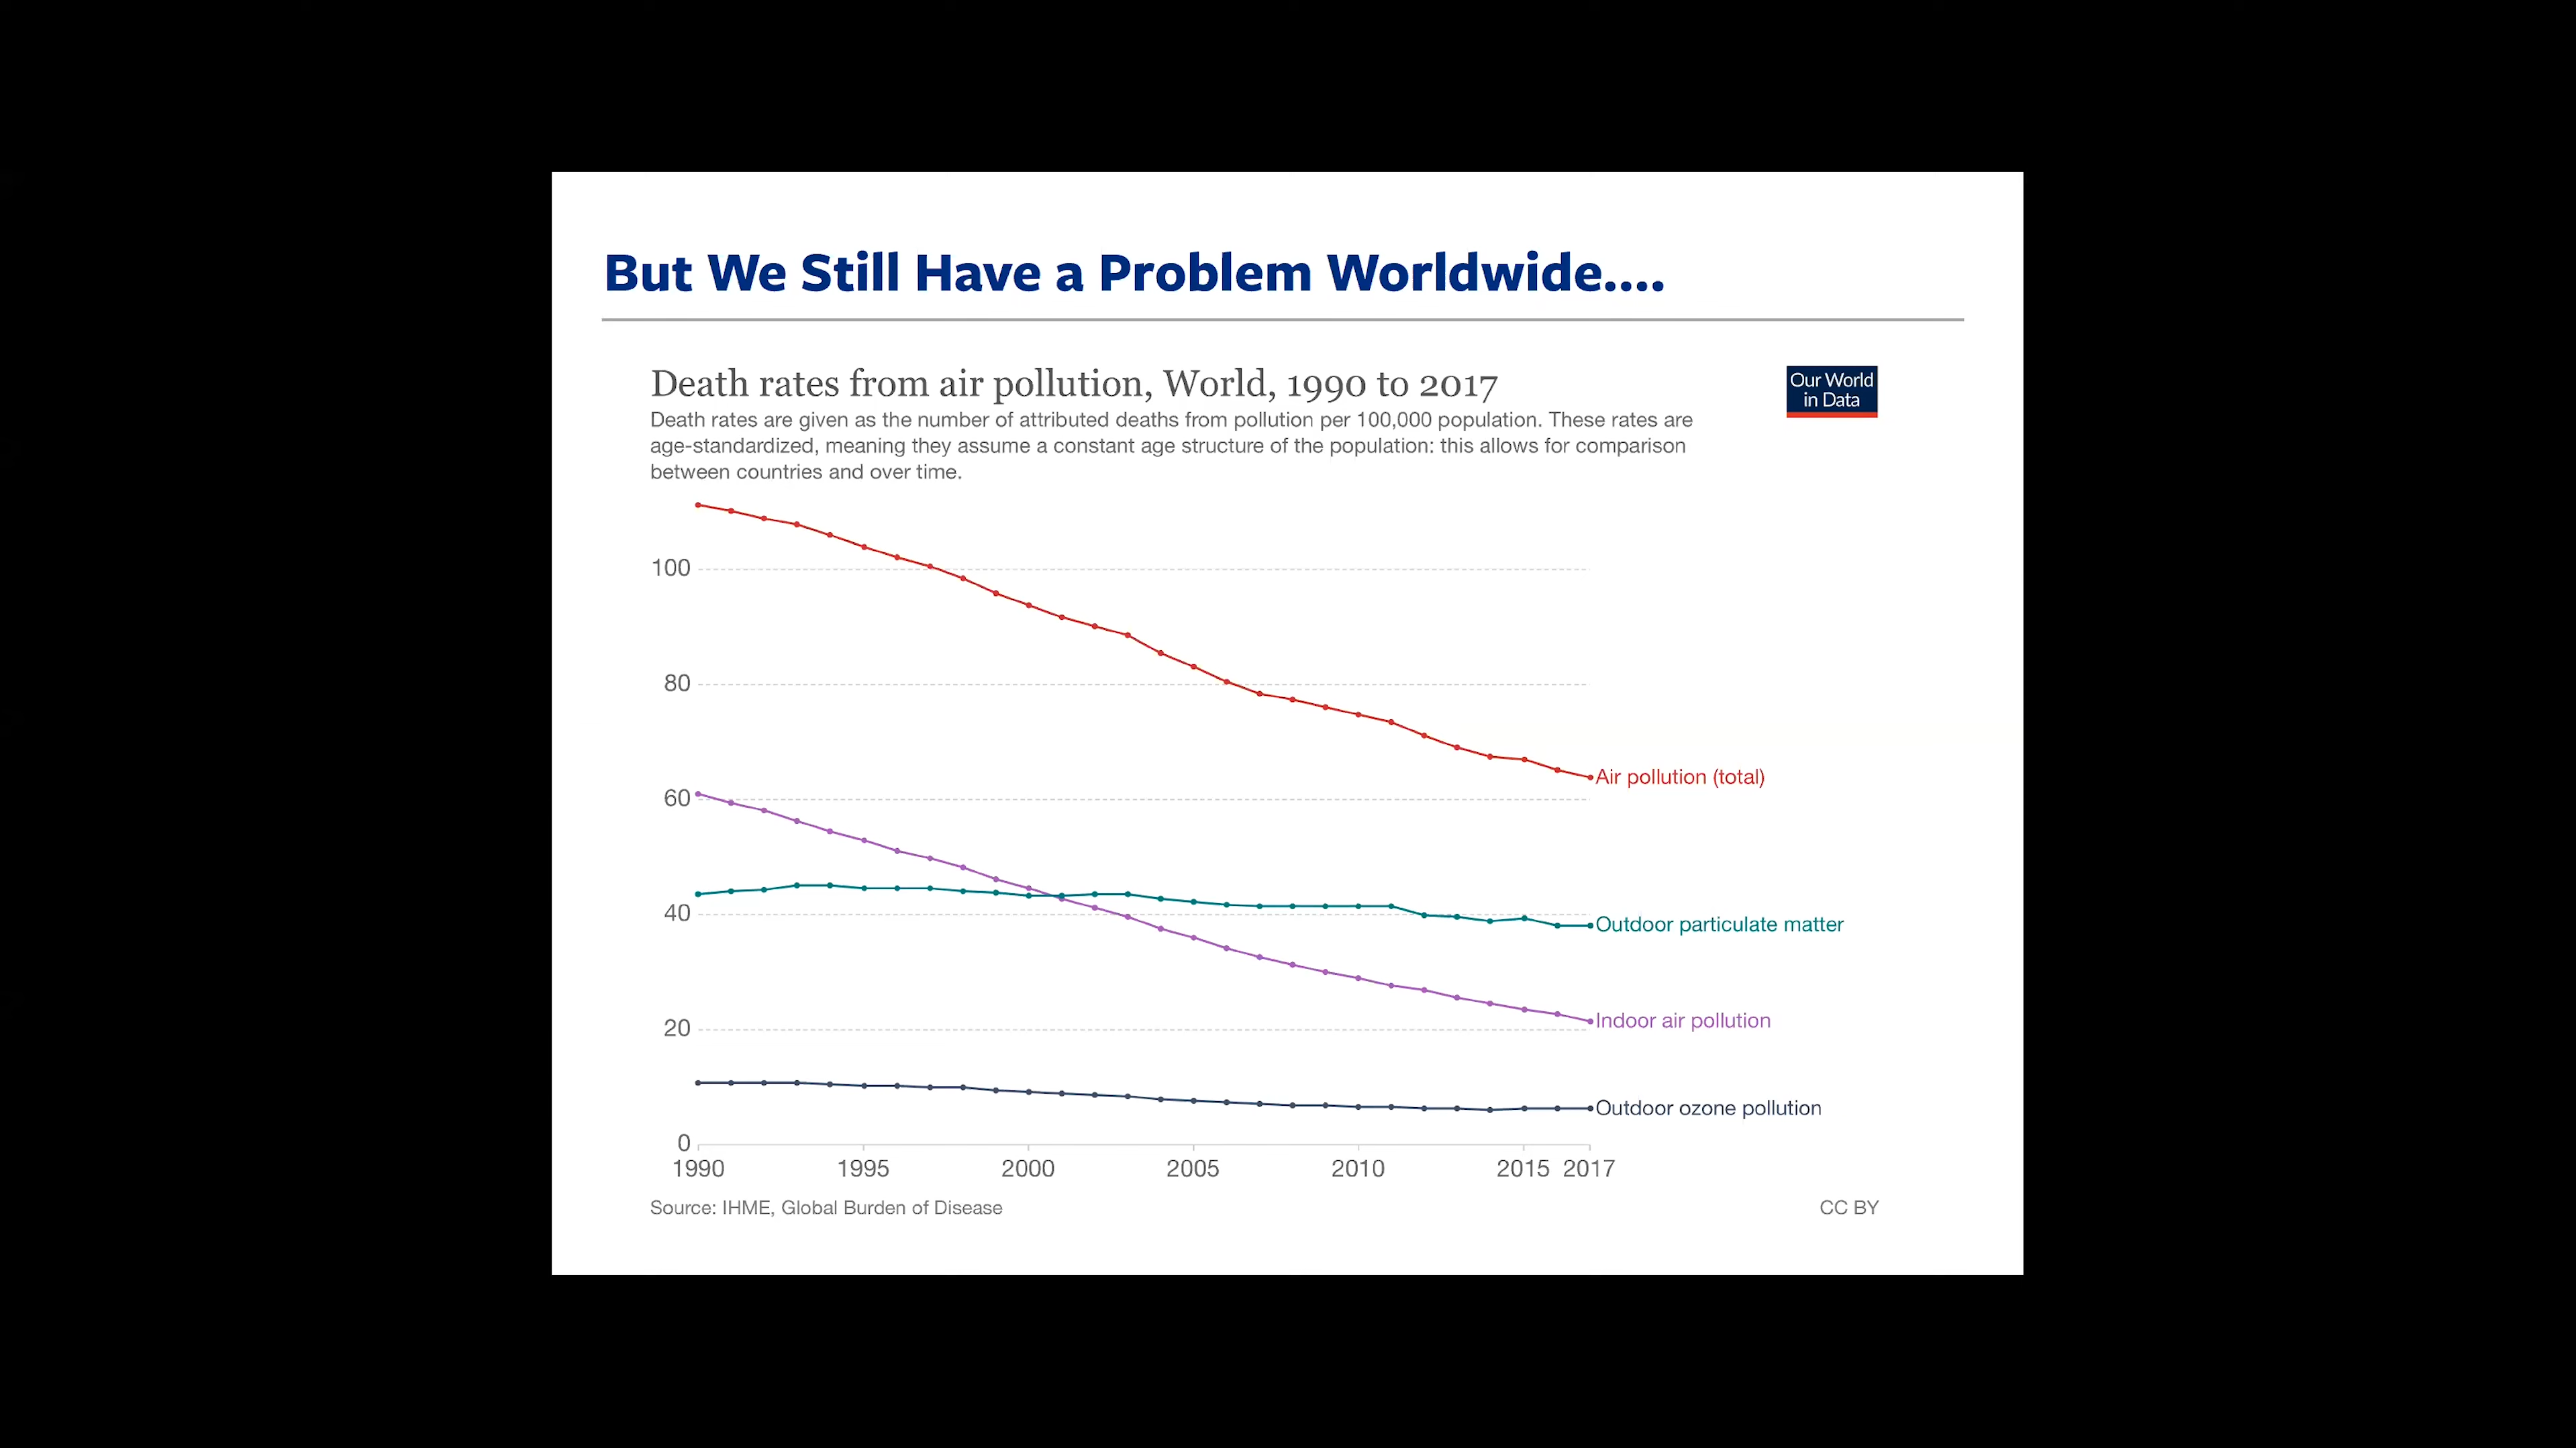 But We Still Have a Problem Worldwide....
Death rates from air pollution, World, 1990 to 2017
Our World
in Data
Death rates are given as the number of attributed deaths from pollution per 100,000 population. These rates are
age-standardized, meaning they assume a constant age structure of the population: this allows for comparison
between countries and over time.
100
80
60
40
20
0
Air pollution (total)
Outdoor particulate matter
Indoor air pollution
Outdoor ozone pollution
1990 1995 2000 2005 2010 2015 2017
Source: IHME, Global Burden of Disease
CC BY